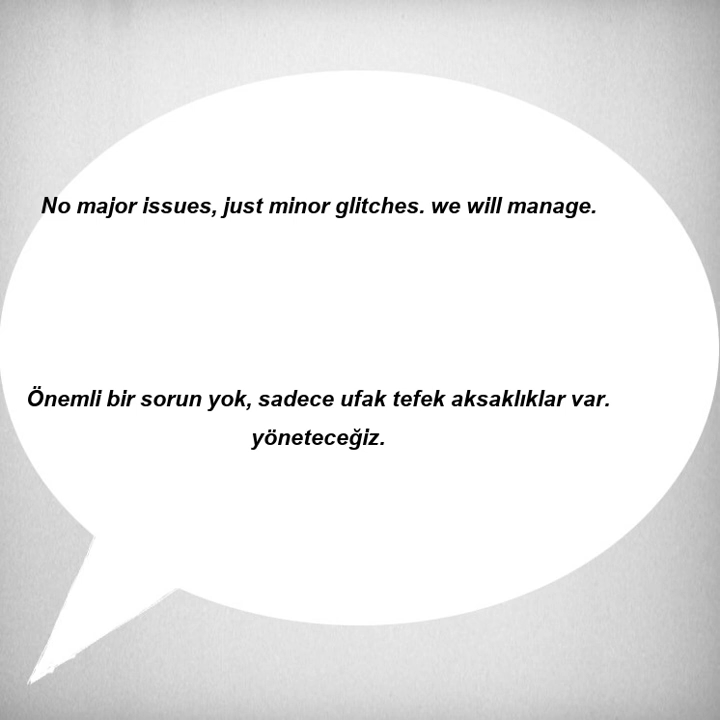 No major issues, just minor glitches. we will manage.
Önemli bir sorun yok, sadece ufak tefek aksaklıklar var.
yöneteceğiz.